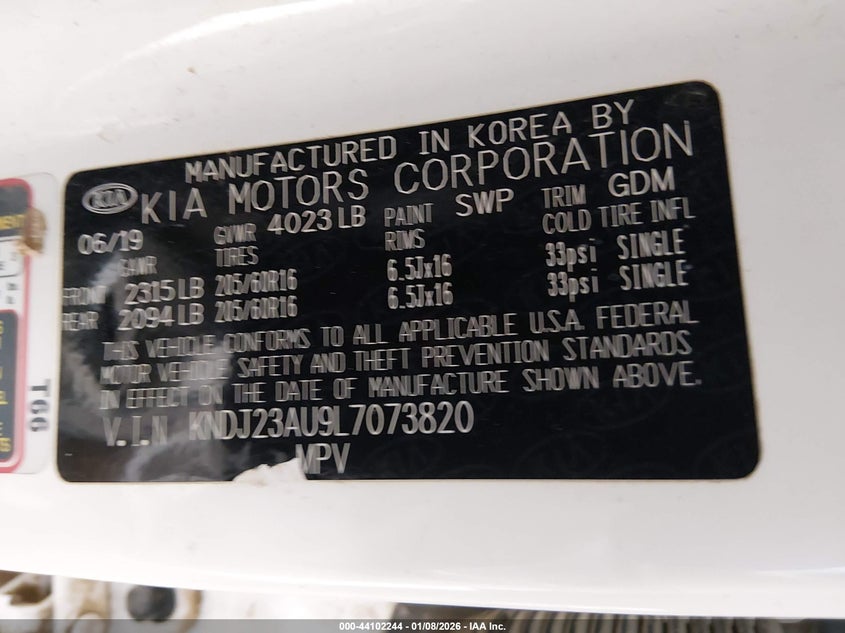 MANUFACTURED IN KOREA BY
KIA KIA MOTORS CORPORATION
06/19 GVWR 4023 LB PAINT SWP TRIM GDM
GAWR TIRES RIMS COLD TIRE INFL
FRONT 2315 LB 205/60R16 6.5Jx16 33psi SINGLE
REAR 2094 LB 205/60R16 6.5Jx16 33psi SINGLE
THIS VEHICLE CONFORMS TO ALL APPLICABLE U.S.A. FEDERAL
MOTOR VEHICLE SAFETY AND THEFT PREVENTION STANDARDS
IN EFFECT ON THE DATE OF MANUFACTURE SHOWN ABOVE.
V.I.N KNDJ23AU9L7073820
MPV
T66
000-44102244 | 01/08/2026 | IAA Inc.